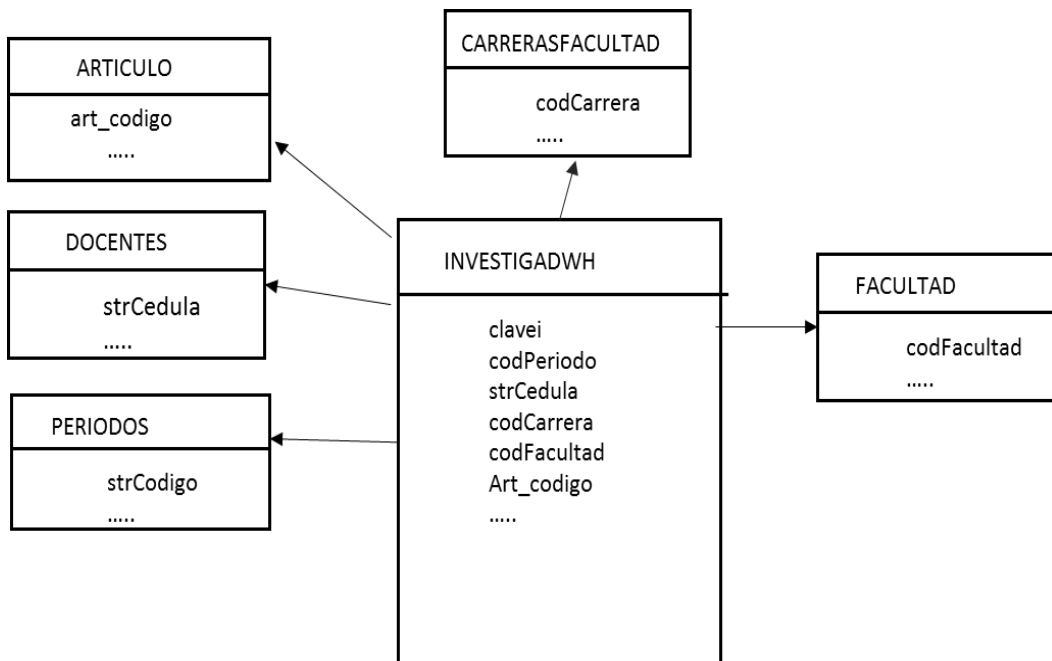 ARTICULO
art_codigo
.....
CARRERASFACULTAD
codCarrera
.....
DOCENTES
strCedula
.....
PERIODOS
strCodigo
.....
INVESTIGADWH
clavei
codPeriodo
strCedula
codCarrera
codFacultad
Art_codigo
.....
FACULTAD
codFacultad
.....